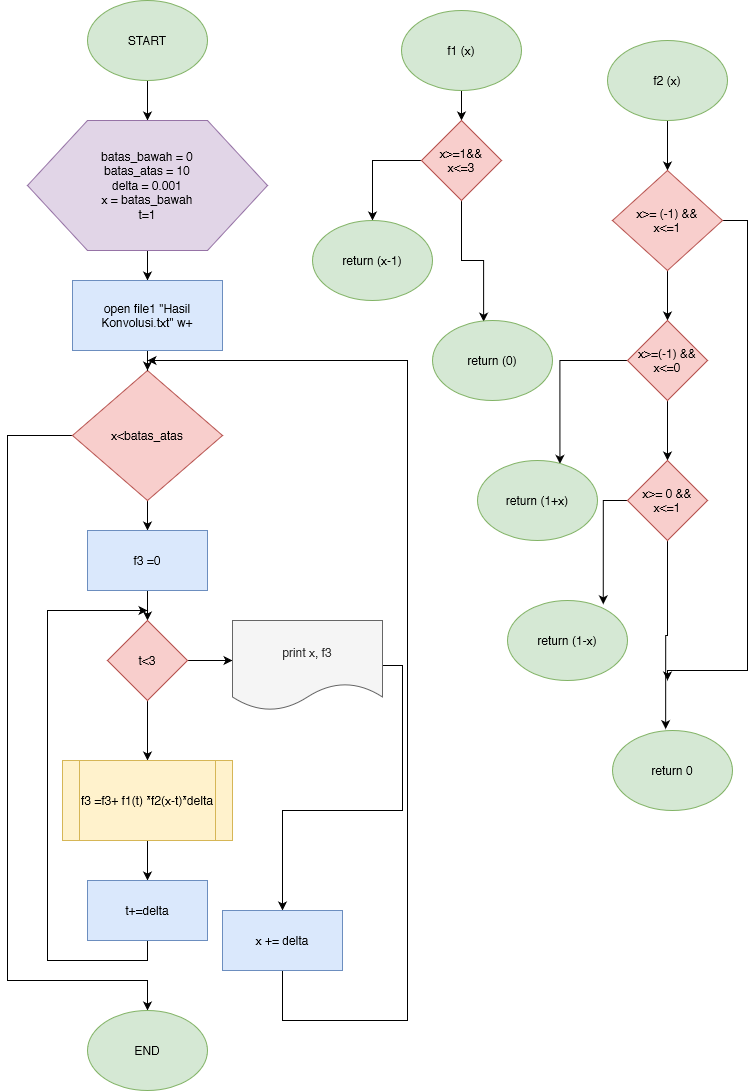 START
batas_bawah = 0
batas_atas = 10
delta = 0.001
x = batas_bawah
t=1
open file1 "Hasil
Konvolusi.txt" w+
x<batas_atas
f3 =0
t<3
print x, f3
f3 =f3+ f1(t) *f2(x-t)*delta
t+=delta
x += delta
END
f1 (x)
x>=1&&
x<=3
return (x-1)
return (0)
f2 (x)
x>= (-1) &&
x<=1
x>=(-1) &&
x<=0
return (1+x)
x>= 0 &&
x<=1
return (1-x)
return 0